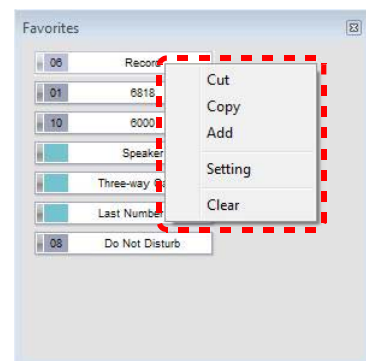 Favorites
06 Record
01 6818
10 6000
Speaker
Three-way
Last Number
08 Do Not Disturb
Cut
Copy
Add
Setting
Clear